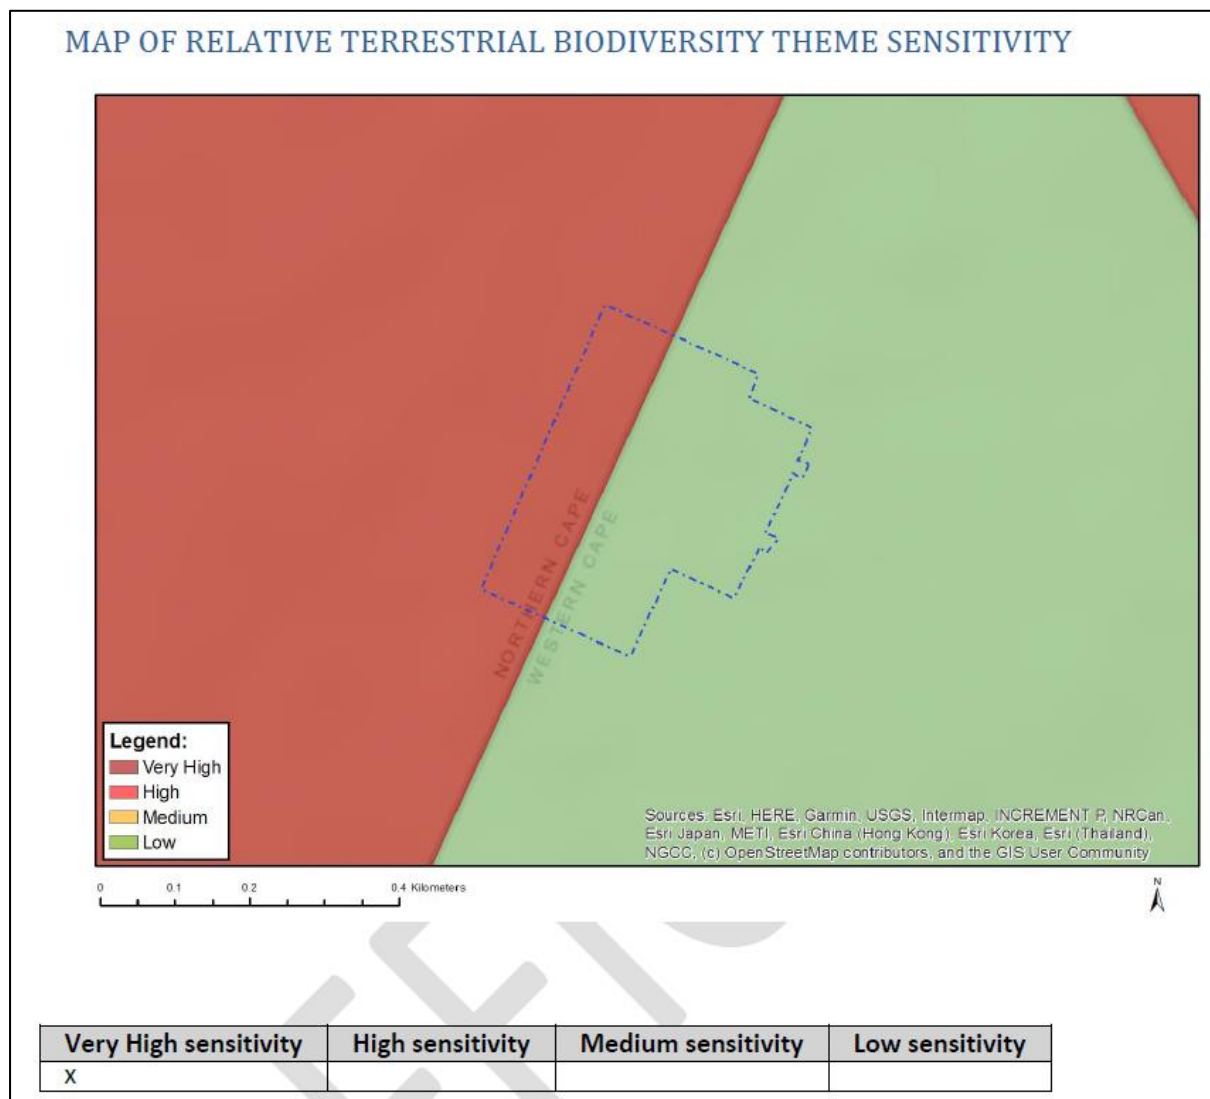 MAP OF RELATIVE TERRESTRIAL BIODIVERSITY THEME SENSITIVITY
NORTHERN CAPE
WESTERN CAPE
Legend:
Very High
High
Medium
Low
Sources: Esri, HERE, Garmin, USGS, Intermap, INCREMENT P, NRCan,
Esri Japan, METI, Esri China (Hong Kong), Esri Korea, Esri (Thailand),
NGCC, (c) OpenStreetMap contributors, and the GIS User Community
0 0.1 0.2 0.4 Kilometers
N
Very High sensitivity High sensitivity Medium sensitivity Low sensitivity
X